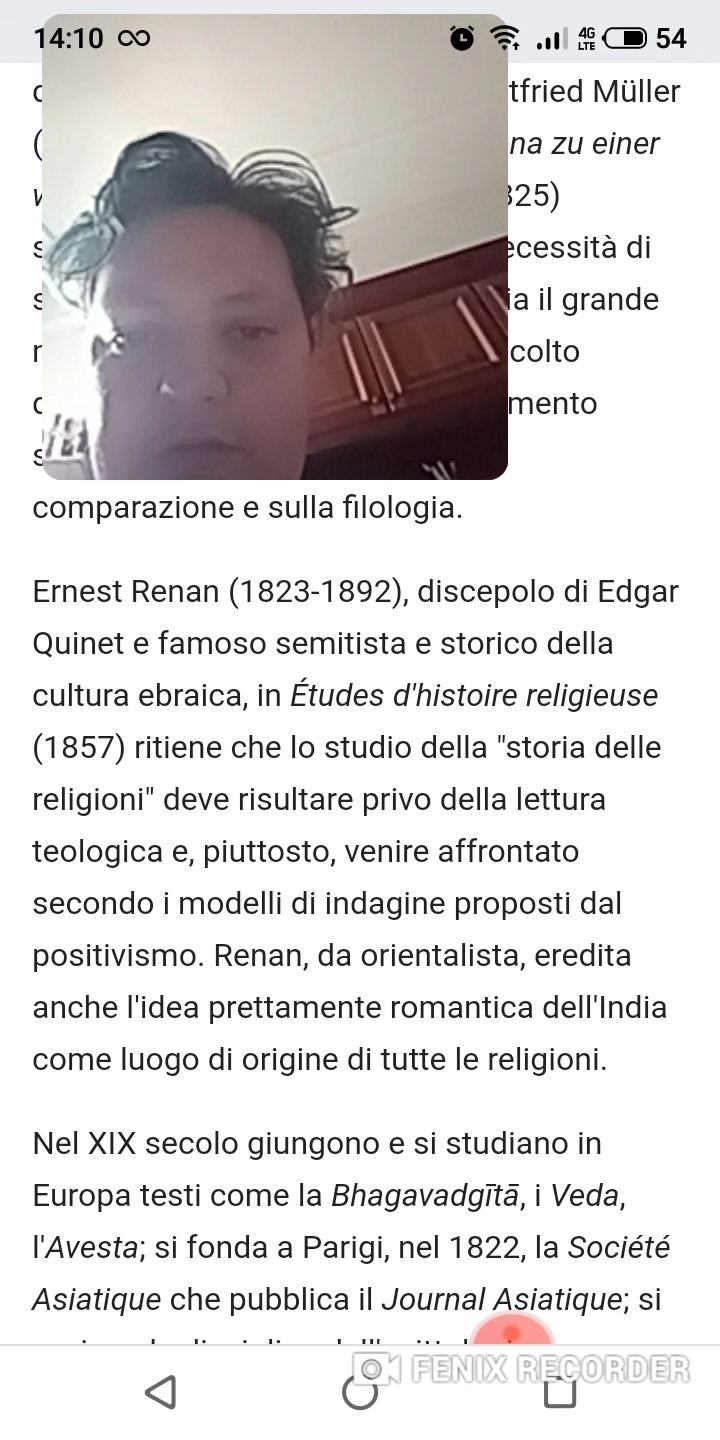 14:10
4G
LTE
54
tfried Müller
(
na zu einer
325)
ecessità di
ia il grande
colto
mento
comparazione e sulla filologia.
Ernest Renan (1823-1892), discepolo di Edgar
Quinet e famoso semitista e storico della
cultura ebraica, in Études d'histoire religieuse
(1857) ritiene che lo studio della "storia delle
religioni" deve risultare privo della lettura
teologica e, piuttosto, venire affrontato
secondo i modelli di indagine proposti dal
positivismo. Renan, da orientalista, eredita
anche l'idea prettamente romantica dell'India
come luogo di origine di tutte le religioni.
Nel XIX secolo giungono e si studiano in
Europa testi come la Bhagavadgītā, i Veda,
l'Avesta; si fonda a Parigi, nel 1822, la Société
Asiatique che pubblica il Journal Asiatique; si
FENIX RECORDER